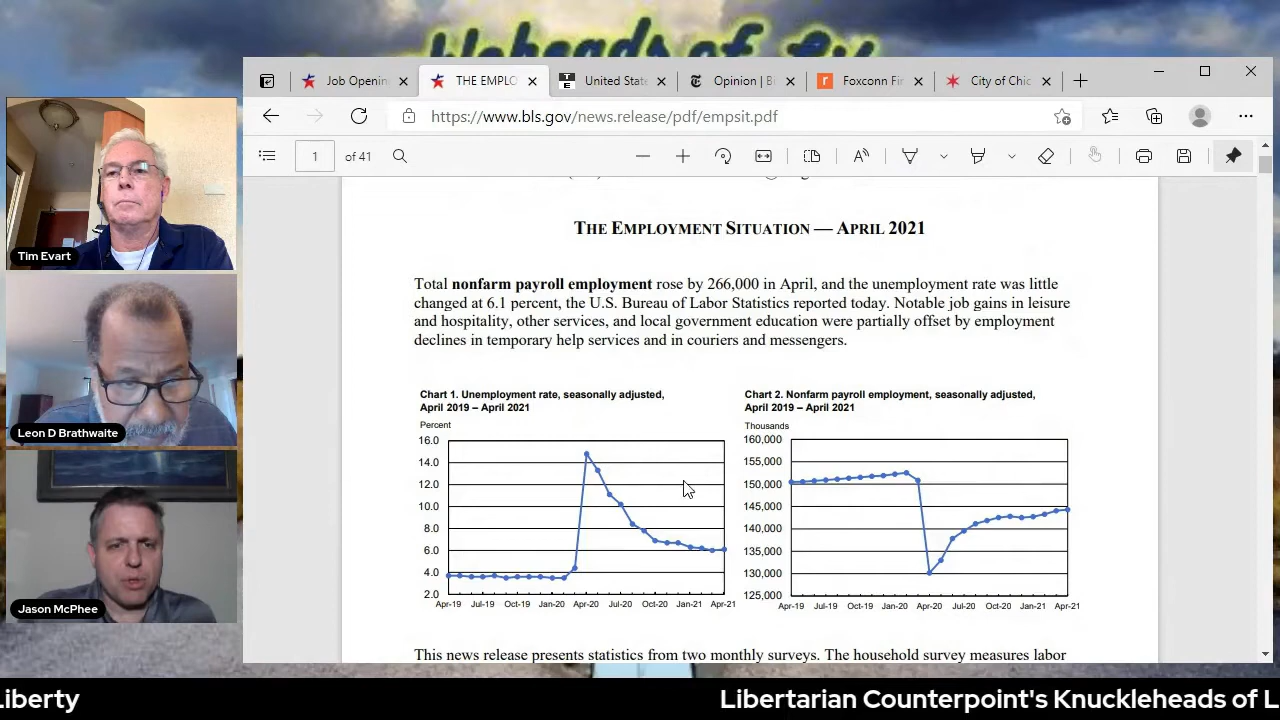 Job Openin
THE EMPLO
United State
Opinion | Bi
Foxconn Fir
City of Chic
https://www.bls.gov/news.release/pdf/empsit.pdf
1 of 41
THE EMPLOYMENT SITUATION — APRIL 2021
Total nonfarm payroll employment rose by 266,000 in April, and the unemployment rate was little
changed at 6.1 percent, the U.S. Bureau of Labor Statistics reported today. Notable job gains in leisure
and hospitality, other services, and local government education were partially offset by employment
declines in temporary help services and in couriers and messengers.
Chart 1. Unemployment rate, seasonally adjusted,
April 2019 – April 2021
Percent
16.0
14.0
12.0
10.0
8.0
6.0
4.0
2.0
Apr-19 Jul-19 Oct-19 Jan-20 Apr-20 Jul-20 Oct-20 Jan-21 Apr-21
Chart 2. Nonfarm payroll employment, seasonally adjusted,
April 2019 – April 2021
Thousands
160,000
155,000
150,000
145,000
140,000
135,000
130,000
125,000
Apr-19 Jul-19 Oct-19 Jan-20 Apr-20 Jul-20 Oct-20 Jan-21 Apr-21
This news release presents statistics from two monthly surveys. The household survey measures labor
Tim Evart
Leon D Brathwaite
Jason McPhee
Liberty
Libertarian Counterpoint's Knuckleheads of L